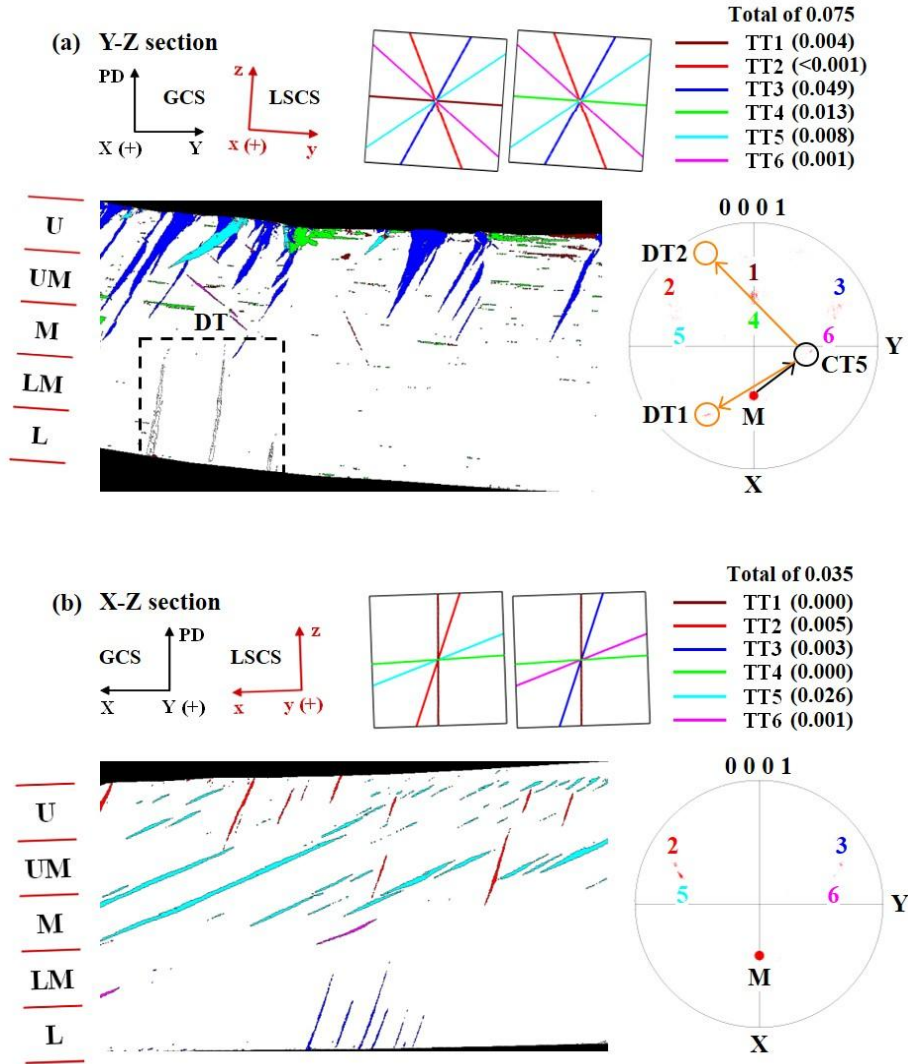 (a) Y-Z section
PD
GCS
X (+)
Y
z
LSCS
x (+)
y
Total of 0.075
TT1 (0.004)
TT2 (<0.001)
TT3 (0.049)
TT4 (0.013)
TT5 (0.008)
TT6 (0.001)
U
UM
M
LM
L
DT
0 0 0 1
DT2
1
2
3
4
5
6
Y
CT5
DT1
M
X
(b) X-Z section
PD
GCS
X
Y (+)
z
LSCS
x
y (+)
Total of 0.035
TT1 (0.000)
TT2 (0.005)
TT3 (0.003)
TT4 (0.000)
TT5 (0.026)
TT6 (0.001)
U
UM
M
LM
L
0 0 0 1
2
3
5
6
Y
M
X